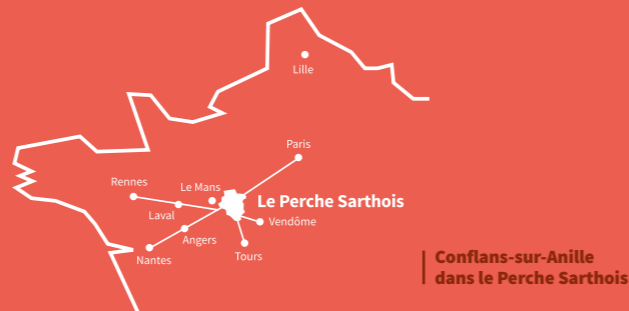 Lille
Paris
Rennes
Le Mans
Le Perche Sarthois
Laval
Vendôme
Angers
Nantes
Tours
Conflans-sur-Anille
dans le Perche Sarthois